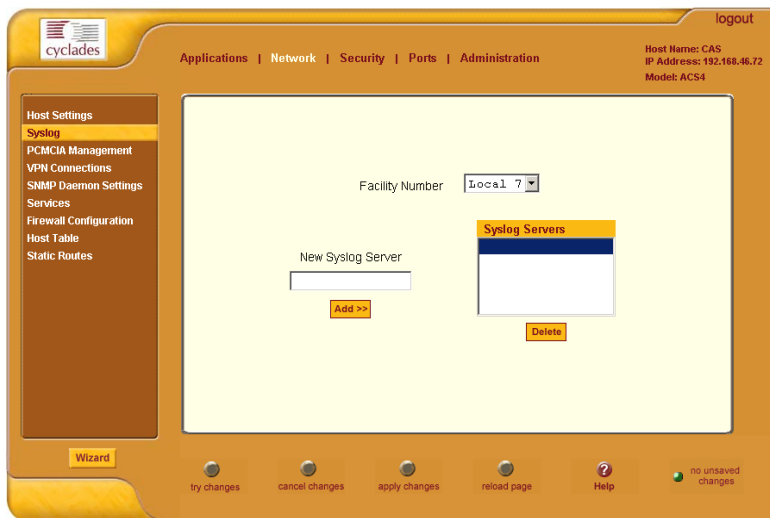 logout
cyclades
Applications | Network | Security | Ports | Administration
Host Name: CAS
IP Address: 192.168.46.72
Model: ACS4
Host Settings
Syslog
PCMCIA Management
VPN Connections
SNMP Daemon Settings
Services
Firewall Configuration
Host Table
Static Routes
Facility Number
Local 7
Syslog Servers
New Syslog Server
Add >>
Delete
Wizard
try changes
cancel changes
apply changes
reload page
?
Help
no unsaved
changes